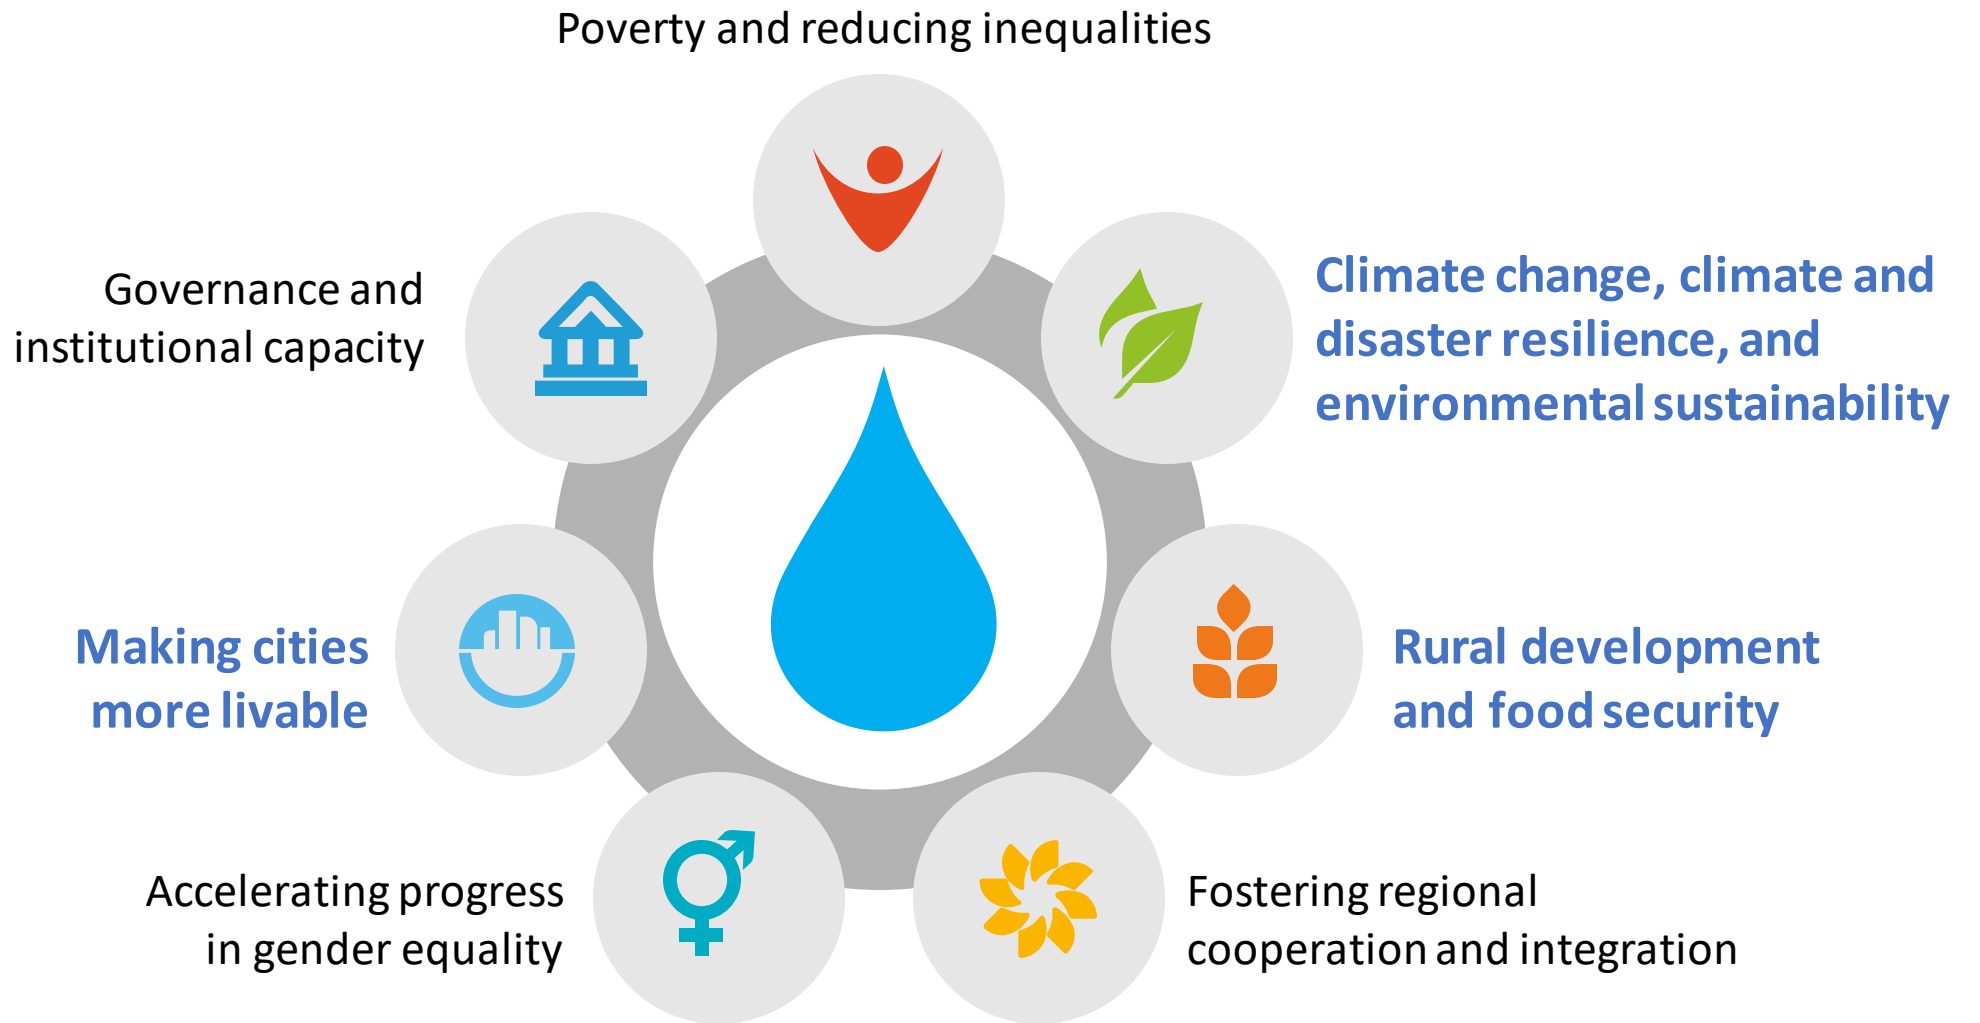 Poverty and reducing inequalities
Governance and
institutional capacity
Climate change, climate and
disaster resilience, and
environmental sustainability
Making cities
more livable
Rural development
and food security
Accelerating progress
in gender equality
Fostering regional
cooperation and integration